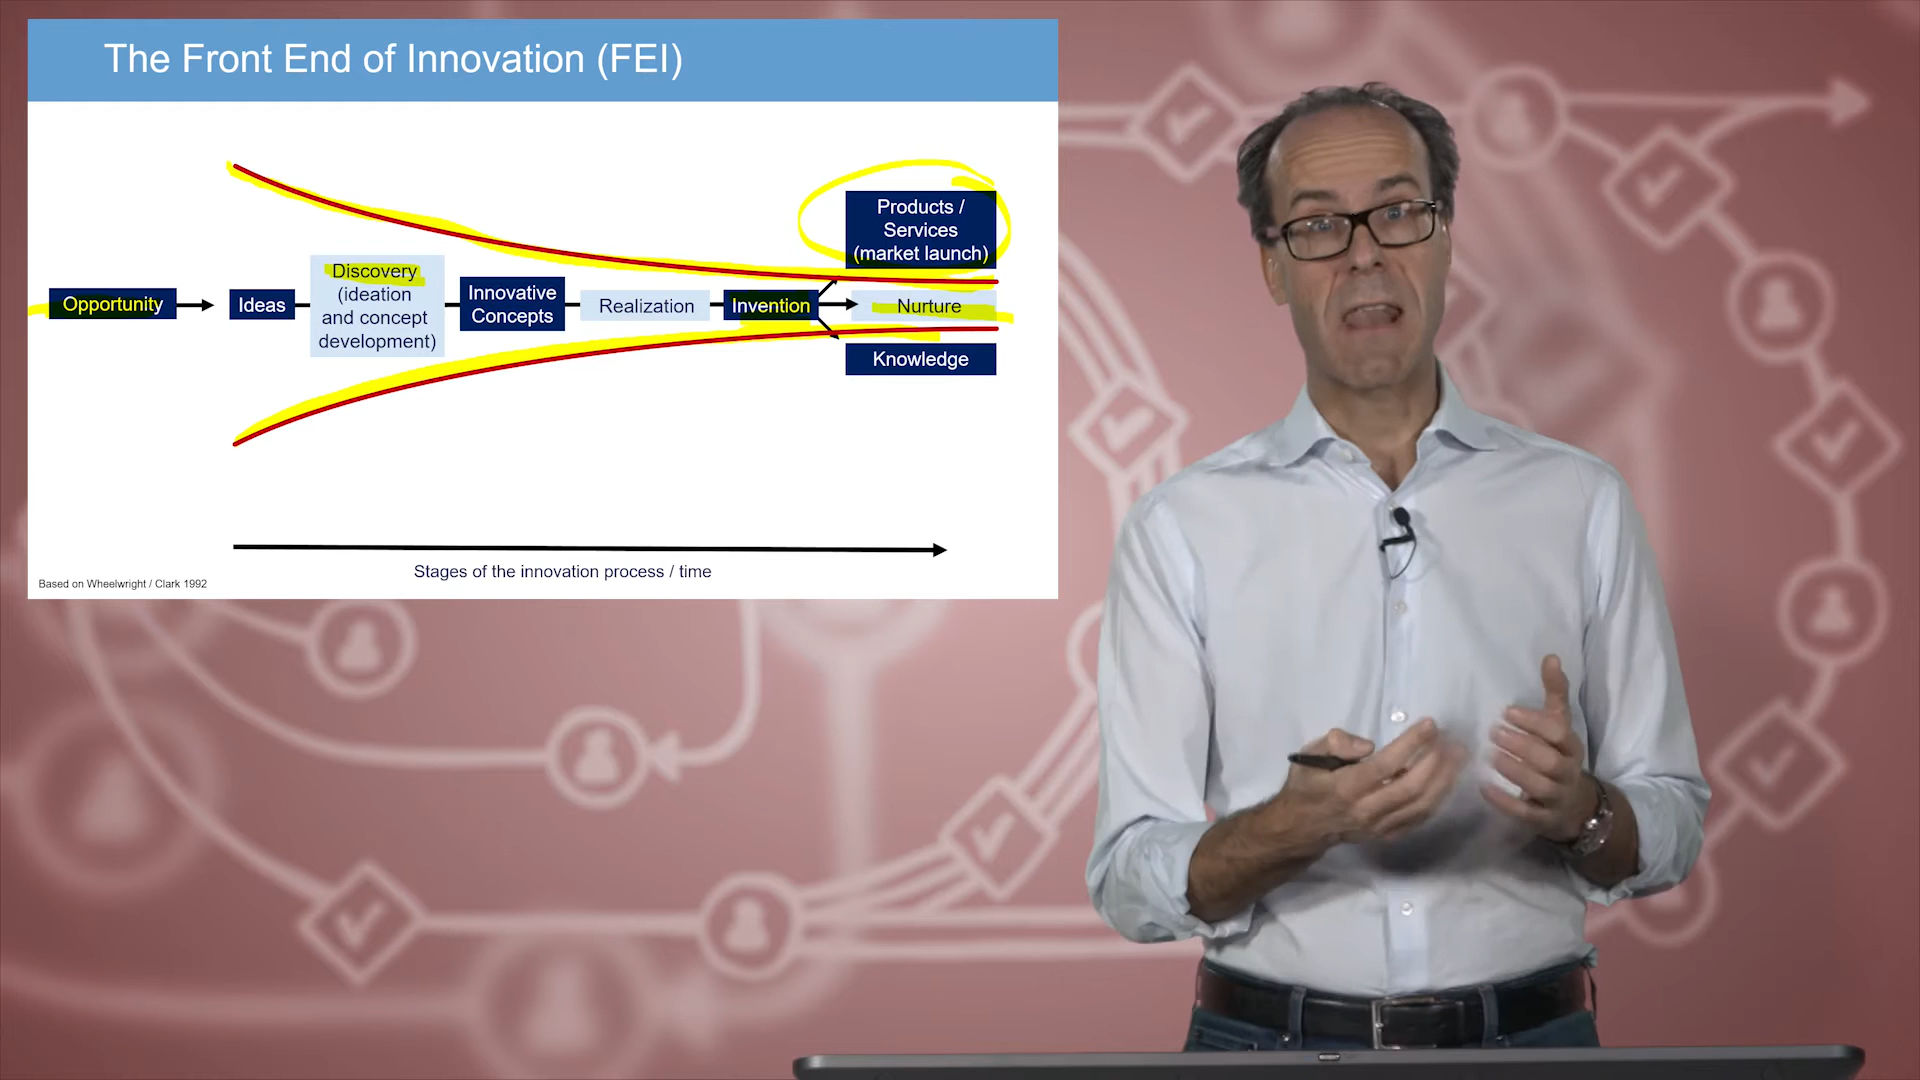 The Front End of Innovation (FEI)
Opportunity
Ideas
Discovery
(ideation
and concept
development)
Innovative
Concepts
Realization
Invention
Products /
Services
(market launch)
Nurture
Knowledge
Stages of the innovation process / time
Based on Wheelwright / Clark 1992